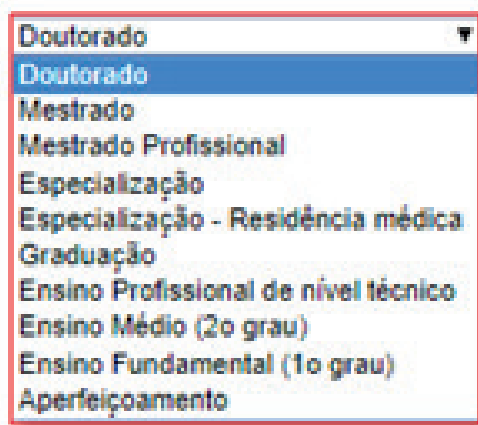 Doutorado
Doutorado
Mestrado
Mestrado Profissional
Especialização
Especialização - Residência médica
Graduação
Ensino Profissional de nível técnico
Ensino Médio (2o grau)
Ensino Fundamental (1o grau)
Aperfeiçoamento